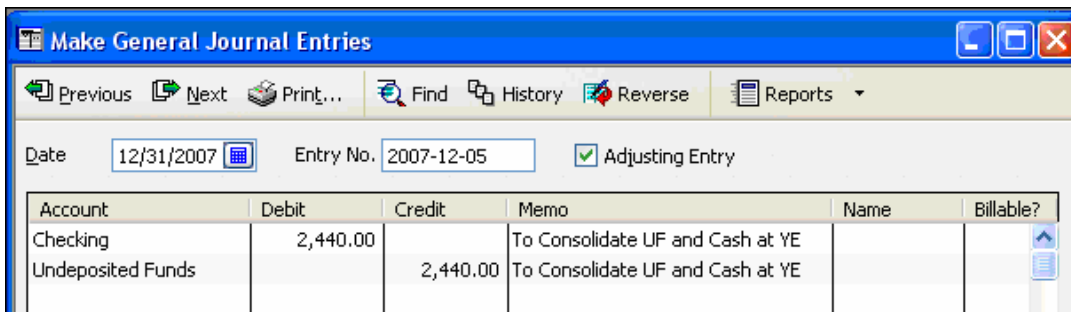 Make General Journal Entries
Previous Next Print... Find History Reverse Reports
Date 12/31/2007 Entry No. 2007-12-05 Adjusting Entry
Account Debit Credit Memo Name Billable?
Checking 2,440.00 To Consolidate UF and Cash at YE
Undeposited Funds 2,440.00 To Consolidate UF and Cash at YE